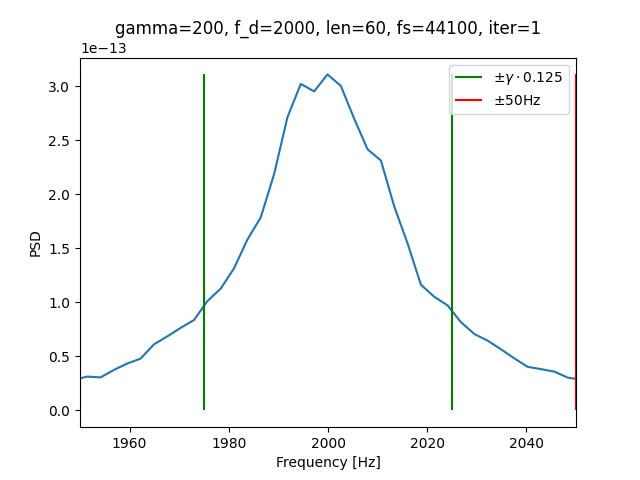 gamma=200, f_d=2000, len=60, fs=44100, iter=1
1e−13
±γ · 0.125
±50Hz
3.0
2.5
2.0
1.5
1.0
0.5
0.0
PSD
1960 1980 2000 2020 2040
Frequency [Hz]